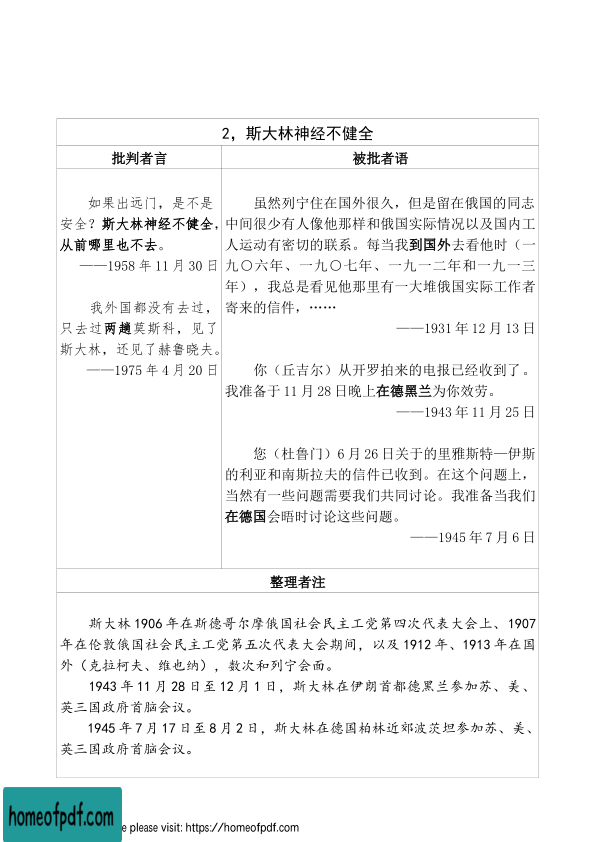 2，斯大林神经不健全
批判者言
被批者语
如果出远门，是不是
安全？斯大林神经不健全，
从前哪里也不去。
——1958 年 11 月 30 日
我外国都没有去过，
只去过两趟莫斯科，见了
斯大林，还见了赫鲁晓夫。
——1975 年 4 月 20 日
虽然列宁住在国外很久，但是留在俄国的同志
中间很少有人像他那样和俄国实际情况以及国内工
人运动有密切的联系。每当我到国外去看他时（一
九〇六年、一九〇七年、一九一二年和一九一三
年），我总是看见他那里有一大堆俄国实际工作者
寄来的信件，……
——1931 年 12 月 13 日
你（丘吉尔）从开罗拍来的电报已经收到了。
我准备于 11 月 28 日晚上在德黑兰为你效劳。
——1943 年 11 月 25 日
您（杜鲁门）6 月 26 日关于的里雅斯特—伊斯
的利亚和南斯拉夫的信件已收到。在这个问题上，
当然有一些问题需要我们共同讨论。我准备当我们
在德国会晤时讨论这些问题。
——1945 年 7 月 6 日
整理者注
斯大林 1906 年在斯德哥尔摩俄国社会民主工党第四次代表大会上、1907
年在伦敦俄国社会民主工党第五次代表大会期间，以及 1912 年、1913 年在国
外（克拉柯夫、维也纳），数次和列宁会面。
1943 年 11 月 28 日至 12 月 1 日，斯大林在伊朗首都德黑兰参加苏、美、
英三国政府首脑会议。
1945 年 7 月 17 日至 8 月 2 日，斯大林在德国柏林近郊波茨坦参加苏、美、
英三国政府首脑会议。
homeofpdf.com
e please visit: https://homeofpdf.com